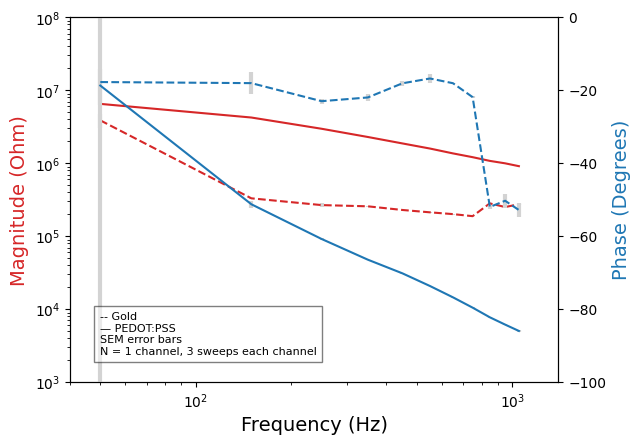 10^8
10^7
10^6
10^5
10^4
10^3
Magnitude (Ohm)
0
−20
−40
−60
−80
−100
Phase (Degrees)
-- Gold
— PEDOT:PSS
SEM error bars
N = 1 channel, 3 sweeps each channel
10^2
10^3
Frequency (Hz)